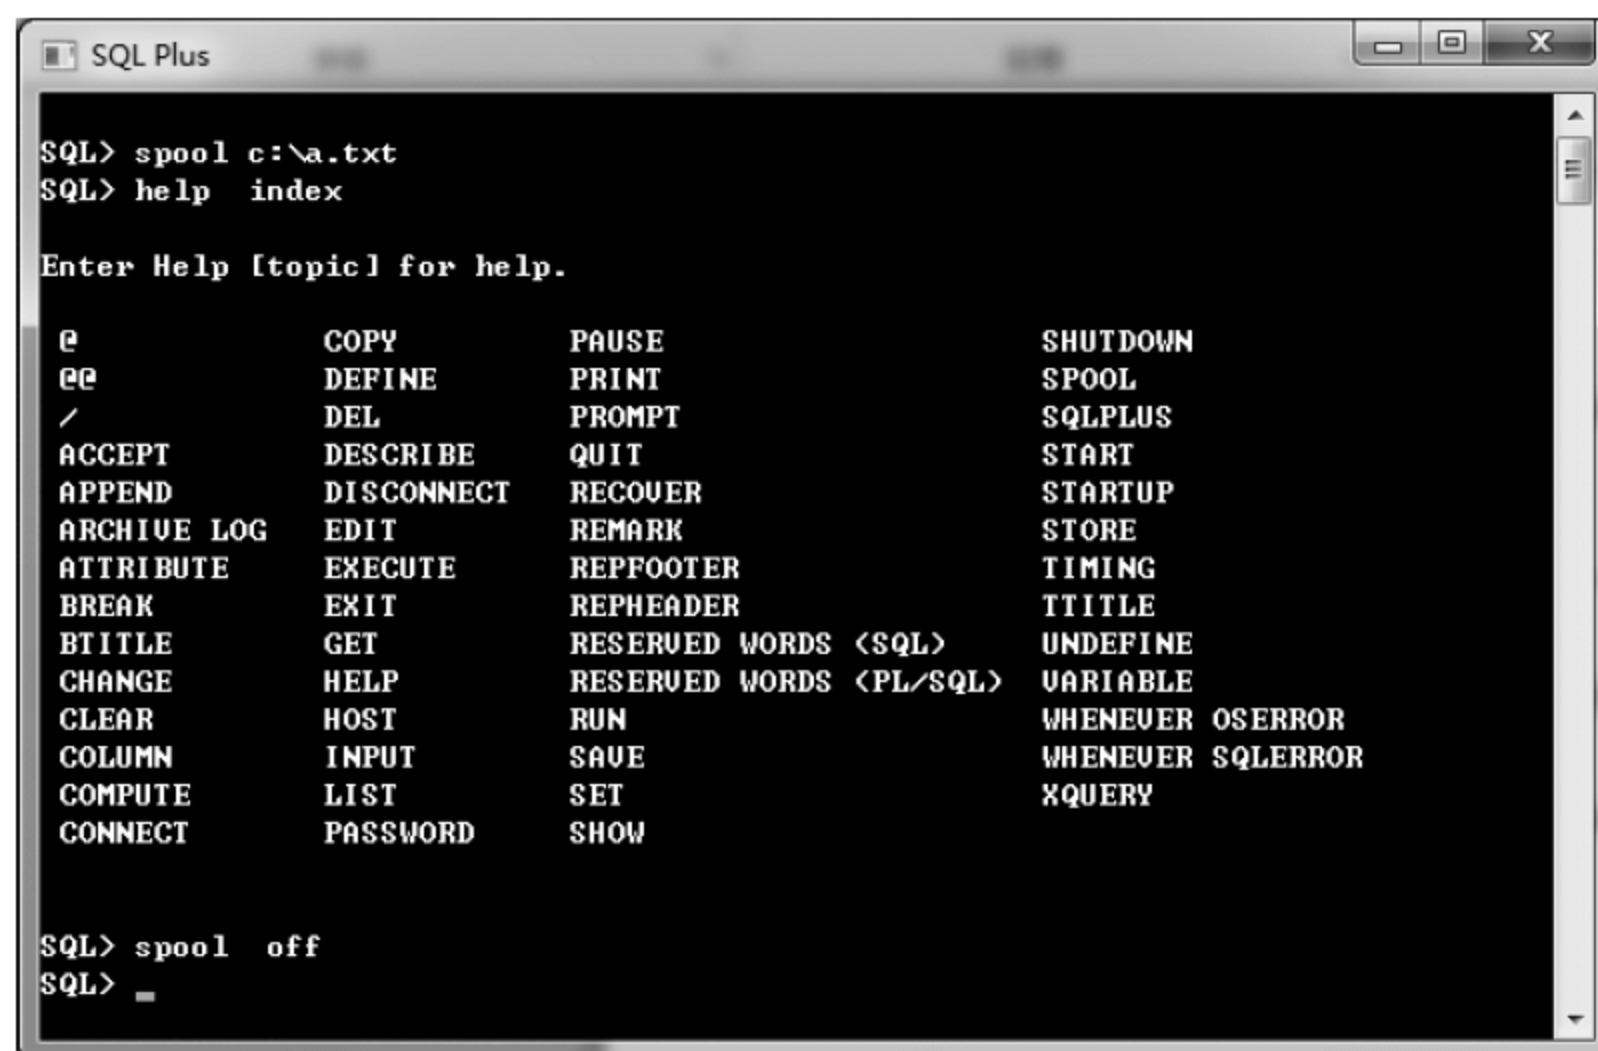 SQL Plus
SQL> spool c:\a.txt
SQL> help  index
Enter Help [topic] for help.
@ COPY PAUSE SHUTDOWN
@@ DEFINE PRINT SPOOL
/ DEL PROMPT SQLPLUS
ACCEPT DESCRIBE QUIT START
APPEND DISCONNECT RECOVER STARTUP
ARCHIVE LOG EDIT REMARK STORE
ATTRIBUTE EXECUTE REPFOOTER TIMING
BREAK EXIT REPHEADER TTITLE
BTITLE GET RESERVED WORDS (SQL) UNDEFINE
CHANGE HELP RESERVED WORDS (PL/SQL) VARIABLE
CLEAR HOST RUN WHENEVER OSERROR
COLUMN INPUT SAVE WHENEVER SQLERROR
COMPUTE LIST SET XQUERY
CONNECT PASSWORD SHOW
SQL> spool  off
SQL>